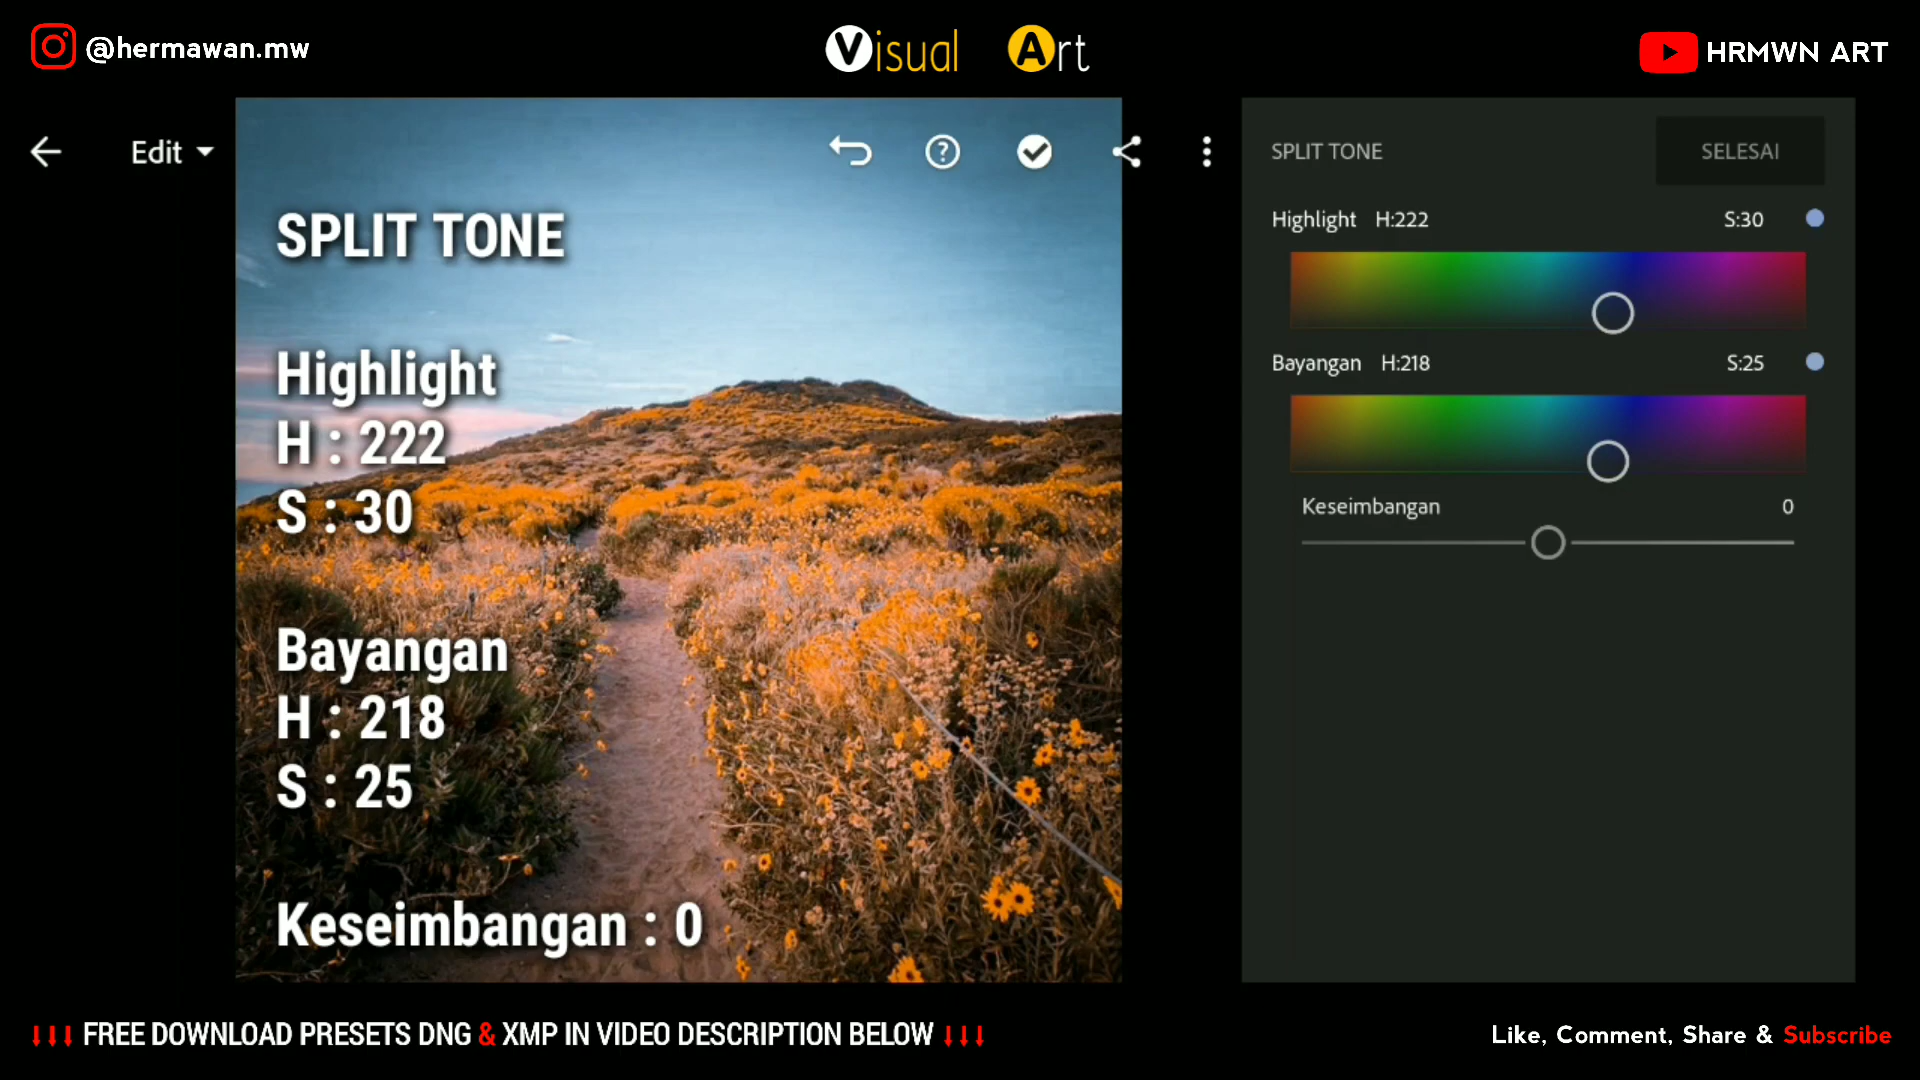 @hermawan.mw
Visual Art
HRMWN ART
Edit
SPLIT TONE
Highlight
H : 222
S : 30
Bayangan
H : 218
S : 25
Keseimbangan : 0
SPLIT TONE SELESAI
Highlight H:222 S:30
Bayangan H:218 S:25
Keseimbangan 0
↓↓↓ FREE DOWNLOAD PRESETS DNG & XMP IN VIDEO DESCRIPTION BELOW ↓↓↓
Like, Comment, Share & Subscribe